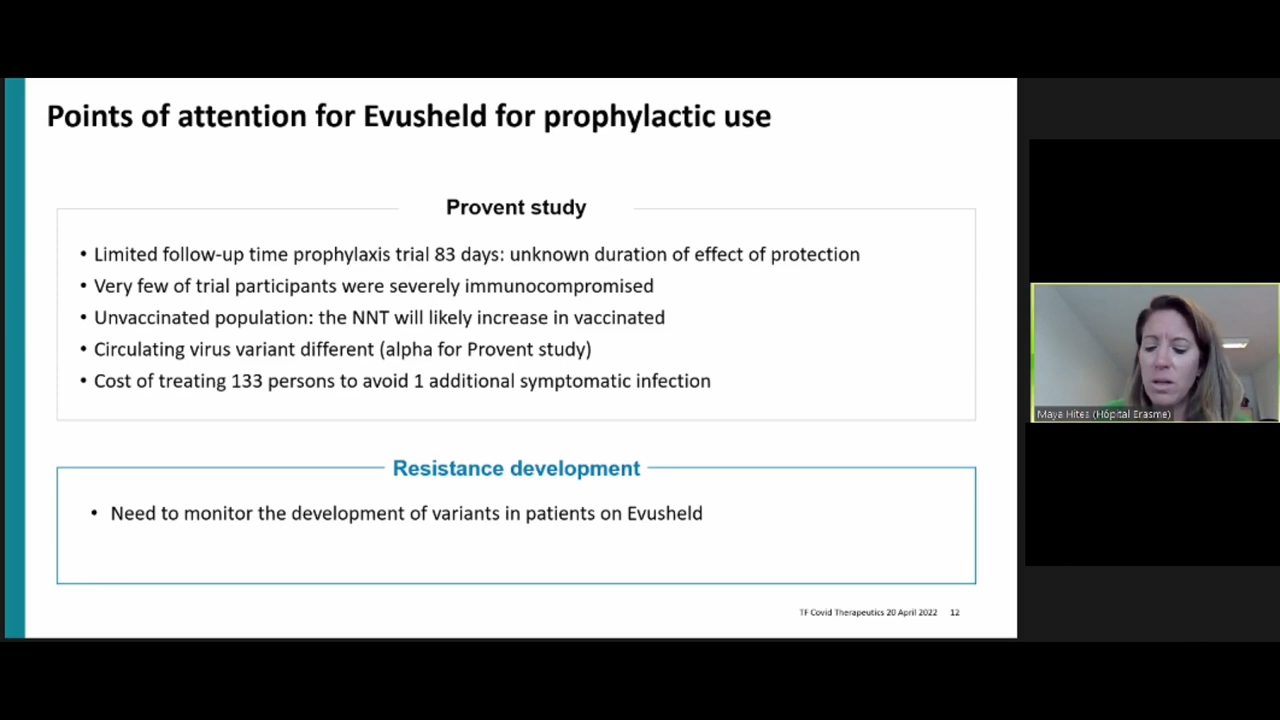 Points of attention for Evusheld for prophylactic use
Provent study
• Limited follow-up time prophylaxis trial 83 days: unknown duration of effect of protection
• Very few of trial participants were severely immunocompromised
• Unvaccinated population: the NNT will likely increase in vaccinated
• Circulating virus variant different (alpha for Provent study)
• Cost of treating 133 persons to avoid 1 additional symptomatic infection
Resistance development
• Need to monitor the development of variants in patients on Evusheld
TF Covid Therapeutics 20 April 2022 12
Maya Hites (Hôpital Erasme)